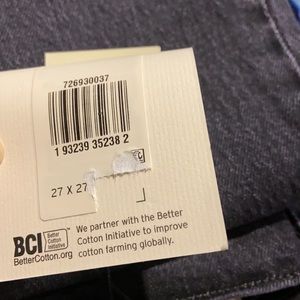 726930037
1 93239 35238 2
27 X 27
BCI Better Cotton Initiative
BetterCotton.org
We partner with the Better
Cotton Initiative to improve
cotton farming globally.